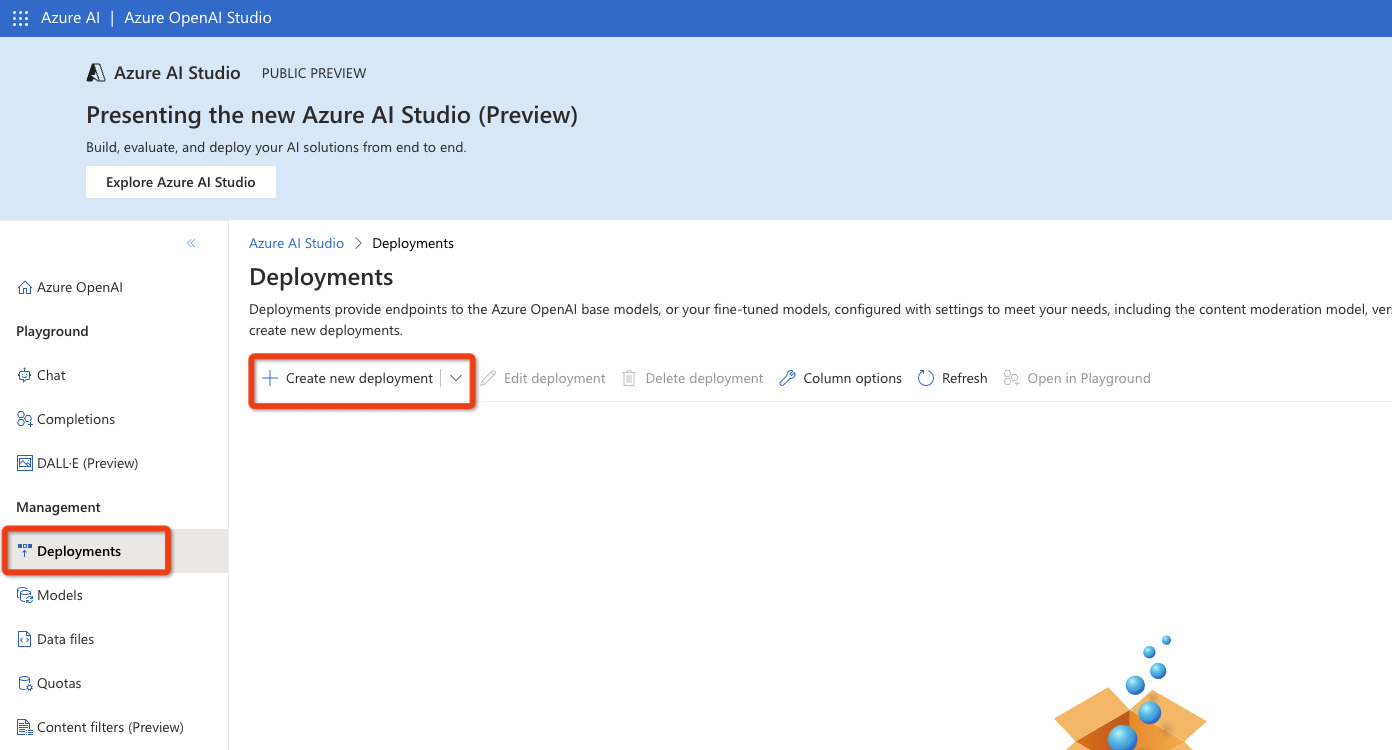 Azure AI | Azure OpenAI Studio
Azure AI Studio PUBLIC PREVIEW
Presenting the new Azure AI Studio (Preview)
Build, evaluate, and deploy your AI solutions from end to end.
Explore Azure AI Studio
Azure AI Studio > Deployments
Deployments
Deployments provide endpoints to the Azure OpenAI base models, or your fine-tuned models, configured with settings to meet your needs, including the content moderation model,
create new deployments.
Create new deployment Edit deployment Delete deployment Column options Refresh Open in Playground
Azure OpenAI
Playground
Chat
Completions
DALL·E (Preview)
Management
Deployments
Models
Data files
Quotas
Content filters (Preview)